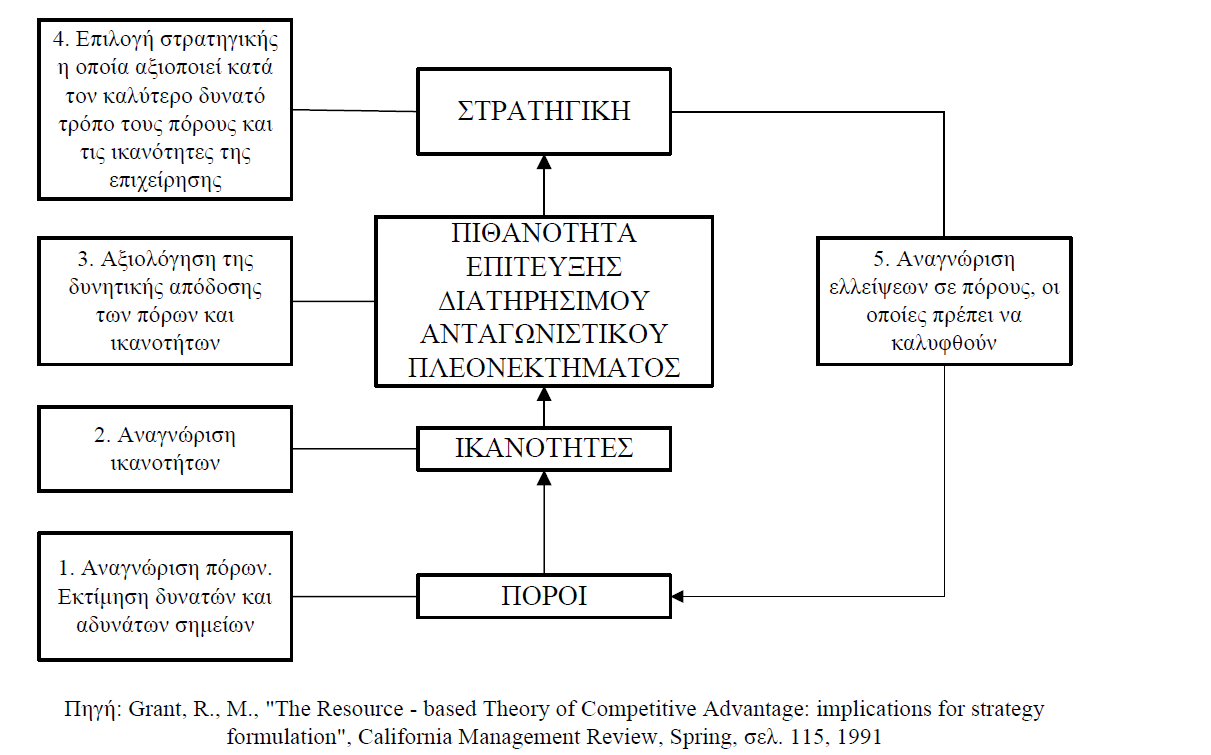 4. Επιλογή στρατηγικής
η οποία αξιοποιεί κατά
τον καλύτερο δυνατό
τρόπο τους πόρους και
τις ικανότητες της
επιχείρησης
ΣΤΡΑΤΗΓΙΚΗ
3. Αξιολόγηση της
δυνητικής απόδοσης
των πόρων και
ικανοτήτων
ΠΙΘΑΝΟΤΗΤΑ
ΕΠΙΤΕΥΞΗΣ
ΔΙΑΤΗΡΗΣΙΜΟΥ
ΑΝΤΑΓΩΝΙΣΤΙΚΟΥ
ΠΛΕΟΝΕΚΤΗΜΑΤΟΣ
5. Αναγνώριση
ελλείψεων σε πόρους, οι
οποίες πρέπει να
καλυφθούν
2. Αναγνώριση
ικανοτήτων
ΙΚΑΝΟΤΗΤΕΣ
1. Αναγνώριση πόρων.
Εκτίμηση δυνατών και
αδυνάτων σημείων
ΠΟΡΟΙ
Πηγή: Grant, R., M., "The Resource - based Theory of Competitive Advantage: implications for strategy
formulation", California Management Review, Spring, σελ. 115, 1991